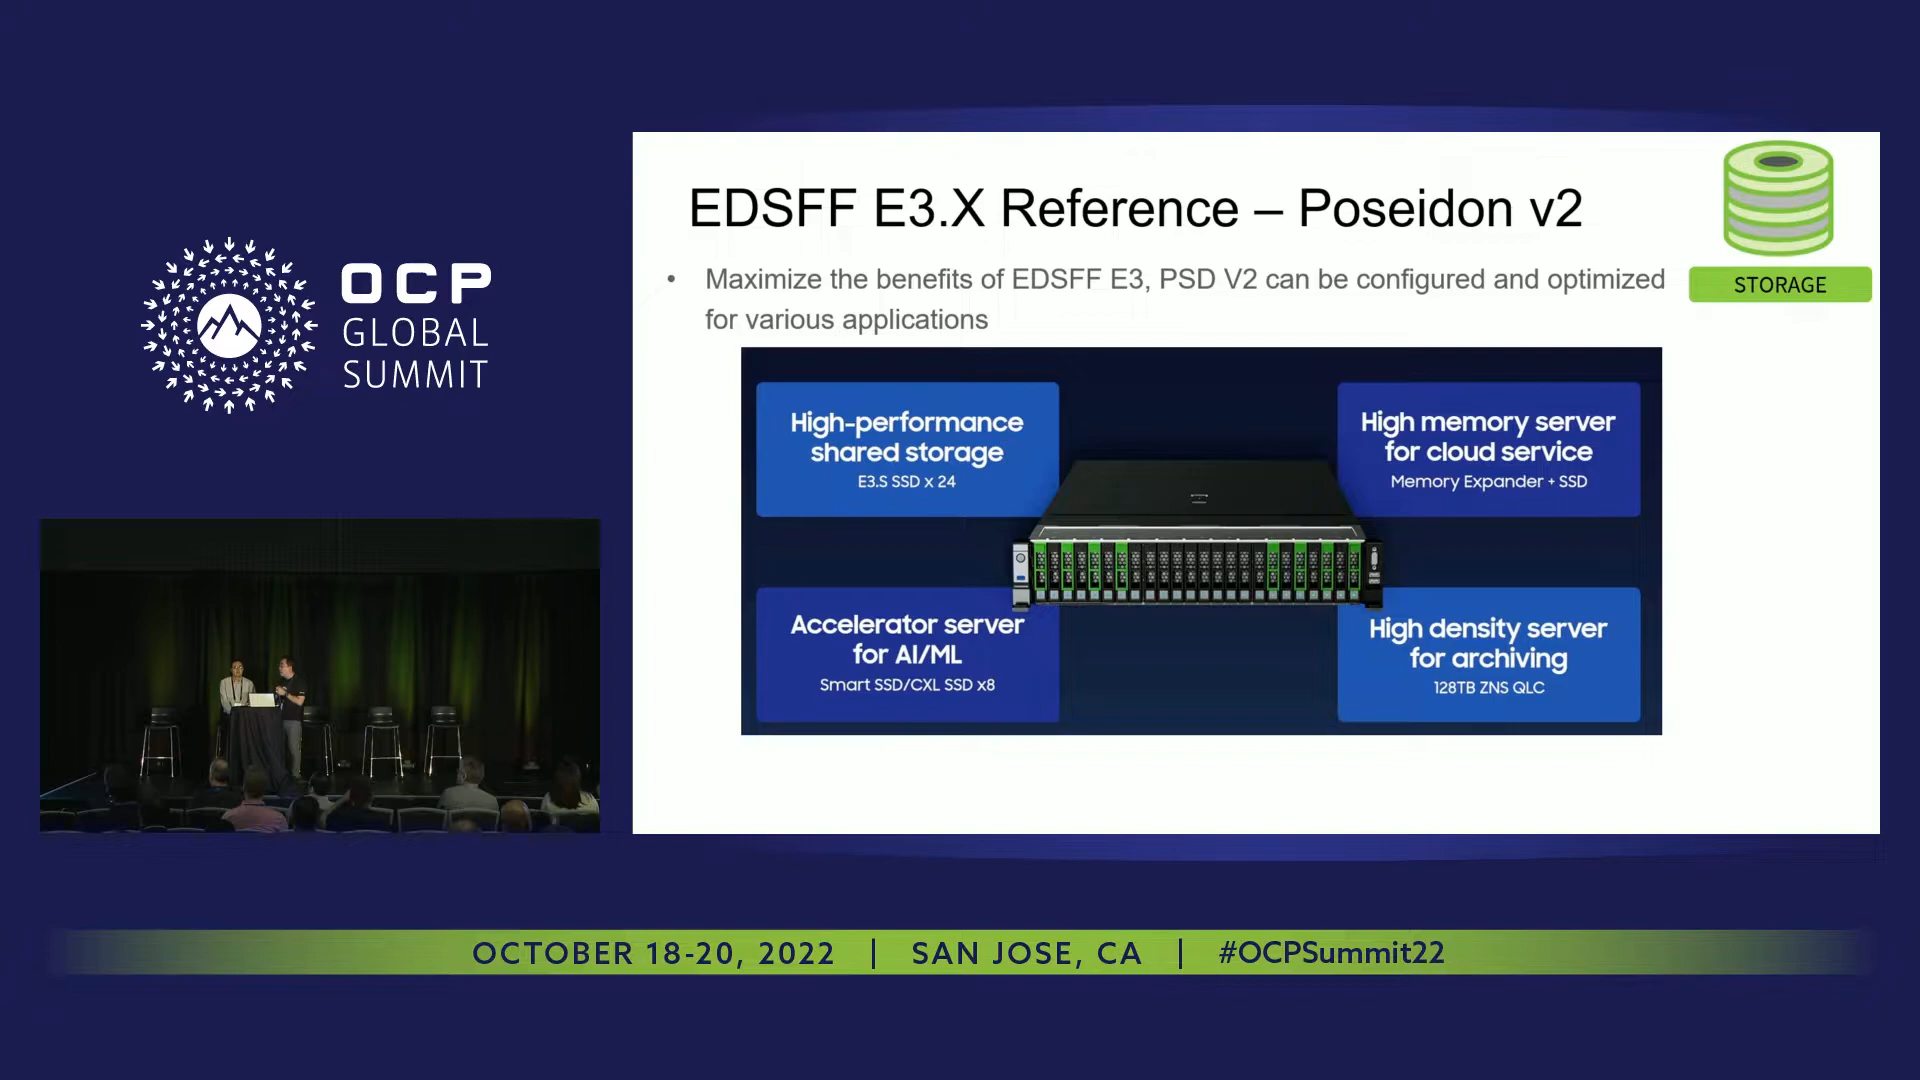 OCP
GLOBAL
SUMMIT
EDSFF E3.X Reference – Poseidon v2
STORAGE
• Maximize the benefits of EDSFF E3, PSD V2 can be configured and optimized
for various applications
High-performance
shared storage
E3.S SSD x 24
High memory server
for cloud service
Memory Expander + SSD
Accelerator server
for AI/ML
Smart SSD/CXL SSD x8
High density server
for archiving
128TB ZNS QLC
OCTOBER 18-20, 2022 | SAN JOSE, CA | #OCPSummit22